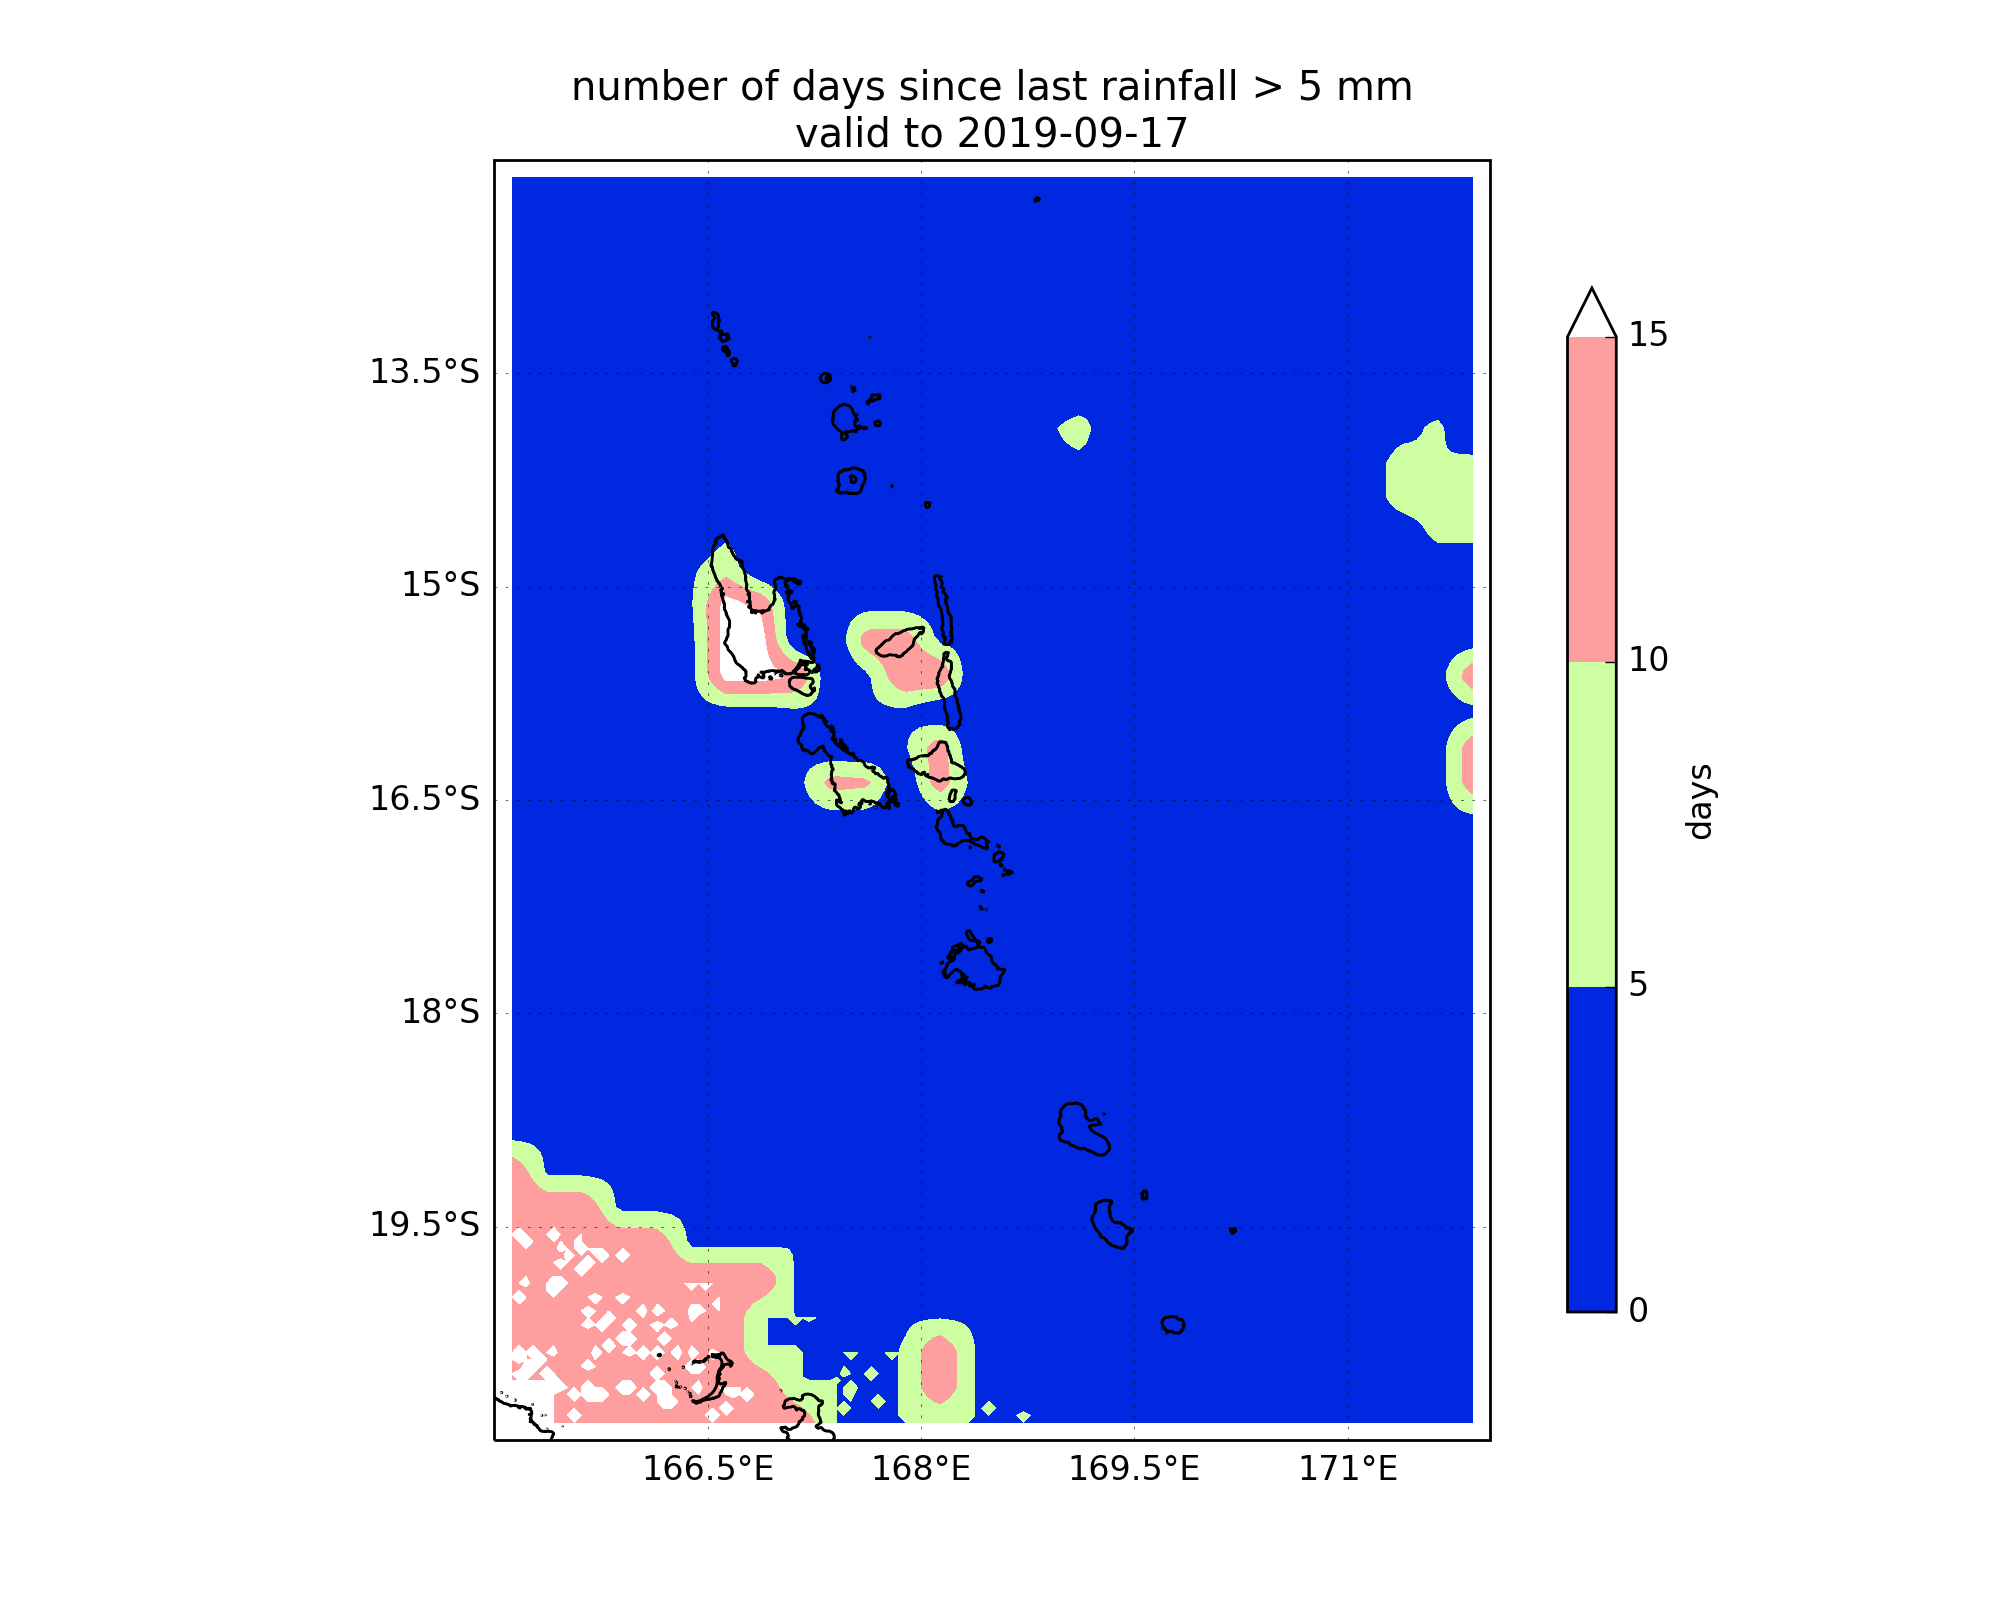 number of days since last rainfall > 5 mm
valid to 2019-09-17
13.5°S
15°S
16.5°S
18°S
19.5°S
166.5°E
168°E
169.5°E
171°E
15
10
5
0
days